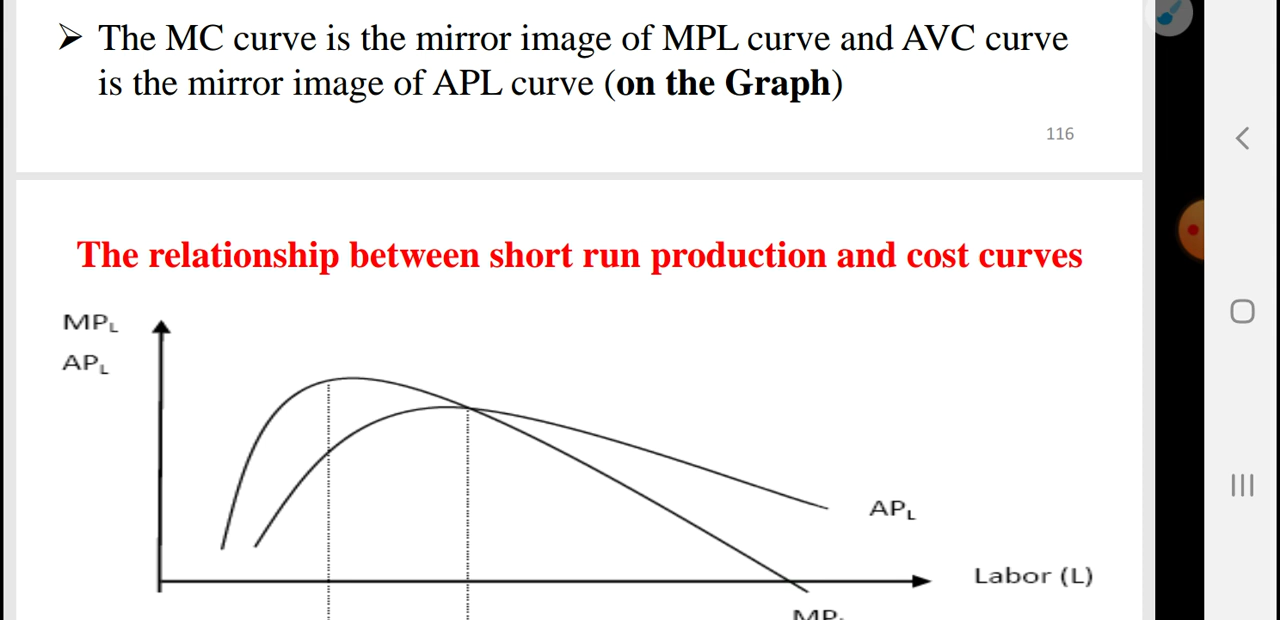 ➢ The MC curve is the mirror image of MPL curve and AVC curve
is the mirror image of APL curve (on the Graph)
116
The relationship between short run production and cost curves
MPL
APL
APL
Labor (L)